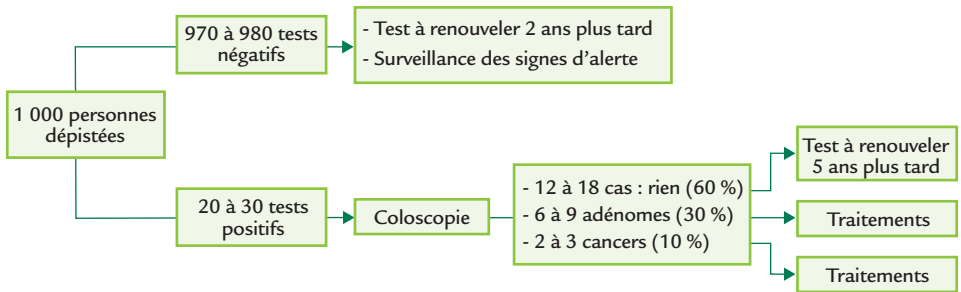 970 à 980 tests
négatifs
- Test à renouveler 2 ans plus tard
- Surveillance des signes d'alerte
1 000 personnes
dépistées
20 à 30 tests
positifs
Coloscopie
- 12 à 18 cas : rien (60 %)
- 6 à 9 adénomes (30 %)
- 2 à 3 cancers (10 %)
Test à renouveler
5 ans plus tard
Traitements
Traitements